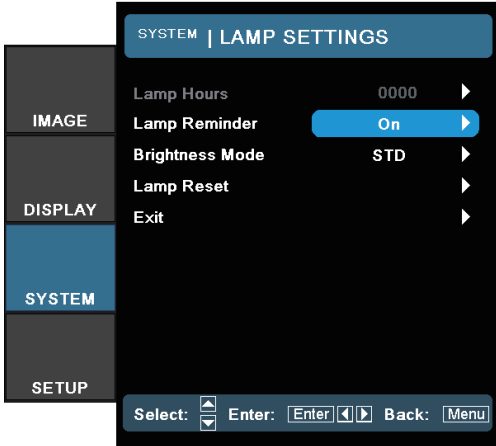 SYSTEM | LAMP SETTINGS
IMAGE
DISPLAY
SYSTEM
SETUP
Lamp Hours 0000
Lamp Reminder On
Brightness Mode STD
Lamp Reset
Exit
Select: Enter: Enter Back: Menu